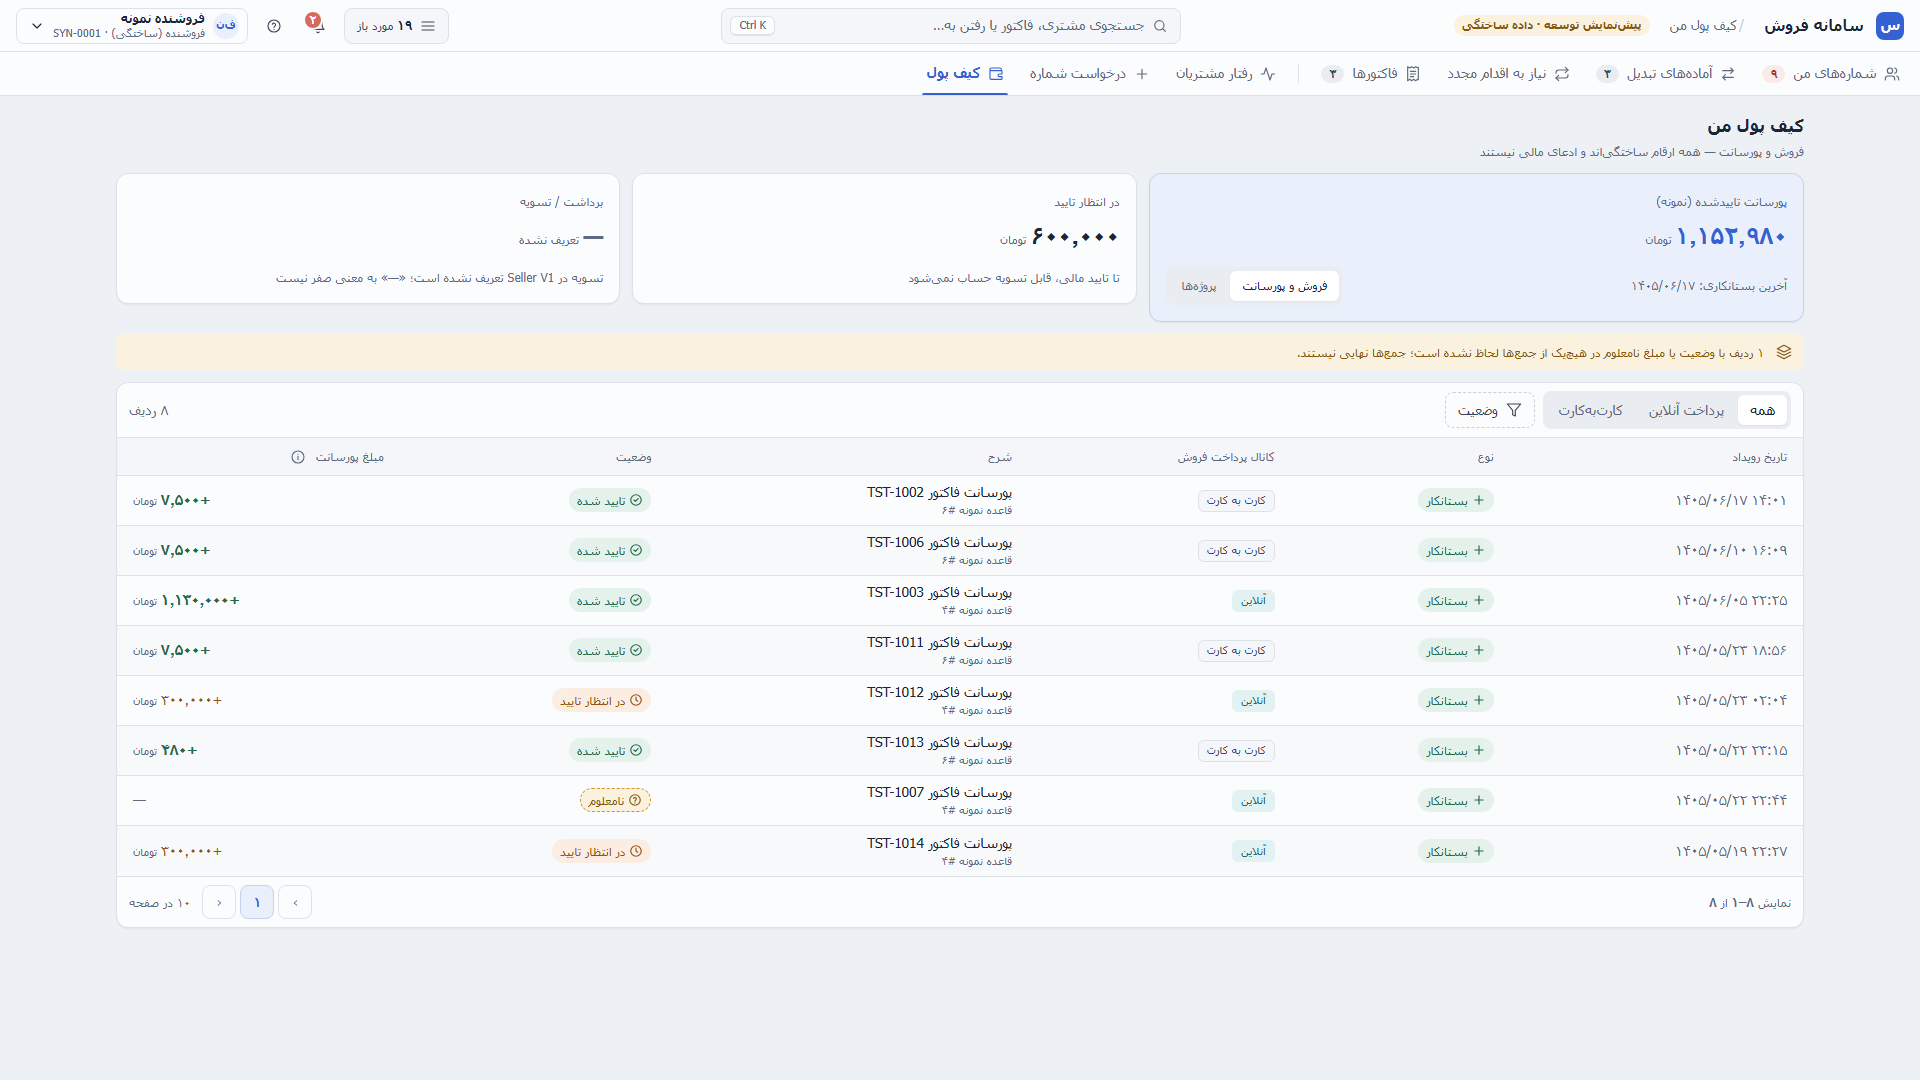 س سامانه فروش / کیف پول من پیش‌نمایش توسعه · داده ساختگی
جستجوی مشتری، فاکتور یا رفتن به... Ctrl K
۱۹ مورد باز
۲
ف‌ن فروشنده نمونه
فروشنده (ساختگی) · SYN-0001
شماره‌های من ۹ آماده‌های تبدیل ۳ نیاز به اقدام مجدد فاکتورها ۳ رفتار مشتریان درخواست شماره کیف پول
کیف پول من
فروش و پورسانت — همه ارقام ساختگی‌اند و ادعای مالی نیستند
پورسانت تاییدشده (نمونه)
۱,۱۵۲,۹۸۰ تومان
آخرین بستانکاری: ۱۴۰۵/۰۶/۱۷ فروش و پورسانت پروژه‌ها
در انتظار تایید
۶۰۰,۰۰۰ تومان
تا تایید مالی، قابل تسویه حساب نمی‌شود
برداشت / تسویه
— تعریف نشده
تسویه در Seller V1 تعریف نشده است؛ «—» به معنی صفر نیست
۱ ردیف با وضعیت یا مبلغ نامعلوم در هیچ‌یک از جمع‌ها لحاظ نشده است؛ جمع‌ها نهایی نیستند.
همه پرداخت آنلاین کارت‌به‌کارت وضعیت ۸ ردیف
تاریخ رویداد نوع کانال پرداخت فروش شرح وضعیت مبلغ پورسانت
۱۴۰۵/۰۶/۱۷ ۱۴:۰۱ بستانکار کارت به کارت پورسانت فاکتور TST-1002 تایید شده +۷,۵۰۰ تومان
قاعده نمونه #۶
۱۴۰۵/۰۶/۱۰ ۱۶:۰۹ بستانکار کارت به کارت پورسانت فاکتور TST-1006 تایید شده +۷,۵۰۰ تومان
قاعده نمونه #۶
۱۴۰۵/۰۶/۰۵ ۲۲:۲۵ بستانکار آنلاین پورسانت فاکتور TST-1003 تایید شده +۱,۱۳۰,۰۰۰ تومان
قاعده نمونه #۴
۱۴۰۵/۰۵/۲۳ ۱۸:۵۶ بستانکار کارت به کارت پورسانت فاکتور TST-1011 تایید شده +۷,۵۰۰ تومان
قاعده نمونه #۶
۱۴۰۵/۰۵/۲۳ ۰۲:۰۴ بستانکار آنلاین پورسانت فاکتور TST-1012 در انتظار تایید +۳۰۰,۰۰۰ تومان
قاعده نمونه #۴
۱۴۰۵/۰۵/۲۲ ۲۳:۱۵ بستانکار کارت به کارت پورسانت فاکتور TST-1013 تایید شده +۴۸۰ تومان
قاعده نمونه #۶
۱۴۰۵/۰۵/۲۲ ۲۲:۴۴ بستانکار آنلاین پورسانت فاکتور TST-1007 نامعلوم —
قاعده نمونه #۴
۱۴۰۵/۰۵/۱۹ ۲۲:۲۷ بستانکار آنلاین پورسانت فاکتور TST-1014 در انتظار تایید +۳۰۰,۰۰۰ تومان
قاعده نمونه #۴
نمایش ۱–۸ از ۸ ‹ ۱ › ۱۰ در صفحه